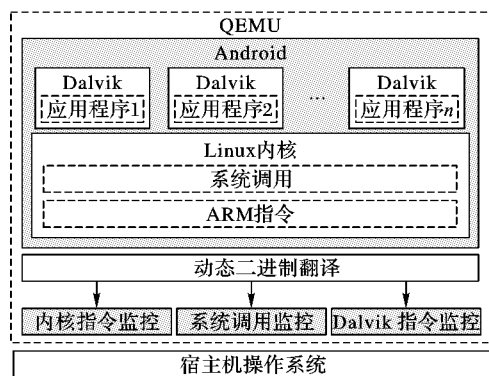 QEMU
Android
Dalvik Dalvik Dalvik
应用程序1 应用程序2 … 应用程序n
Linux内核
系统调用
ARM指令
动态二进制翻译
内核指令监控 系统调用监控 Dalvik 指令监控
宿主机操作系统